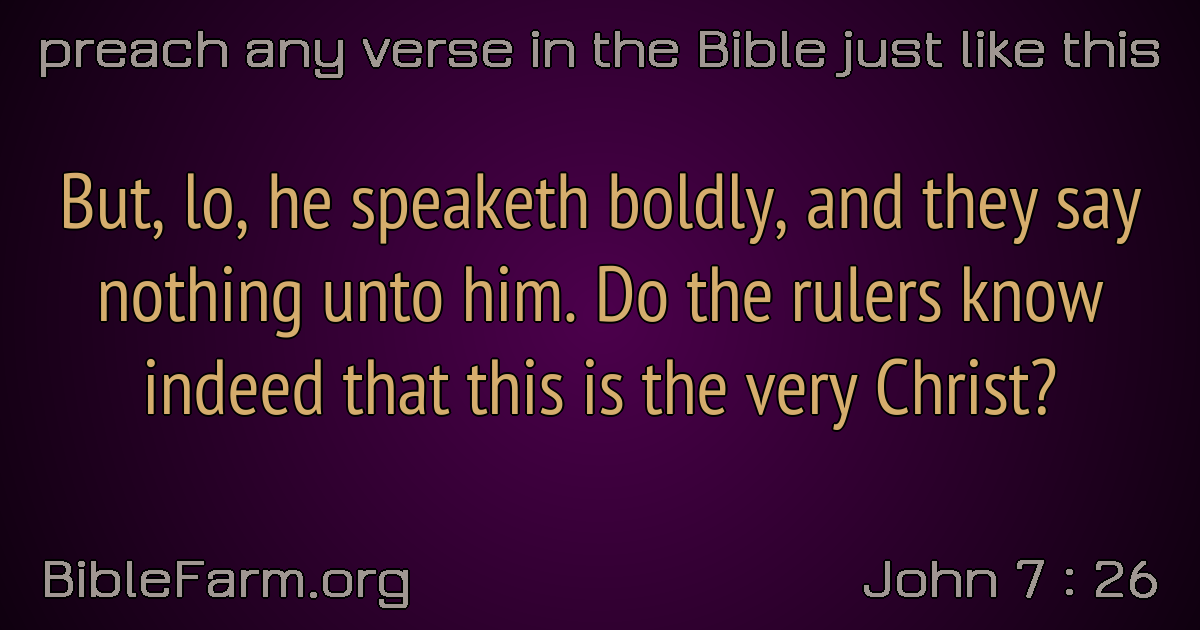 preach any verse in the Bible just like this
But, lo, he speaketh boldly, and they say
nothing unto him. Do the rulers know
indeed that this is the very Christ?
BibleFarm.org
John 7 : 26